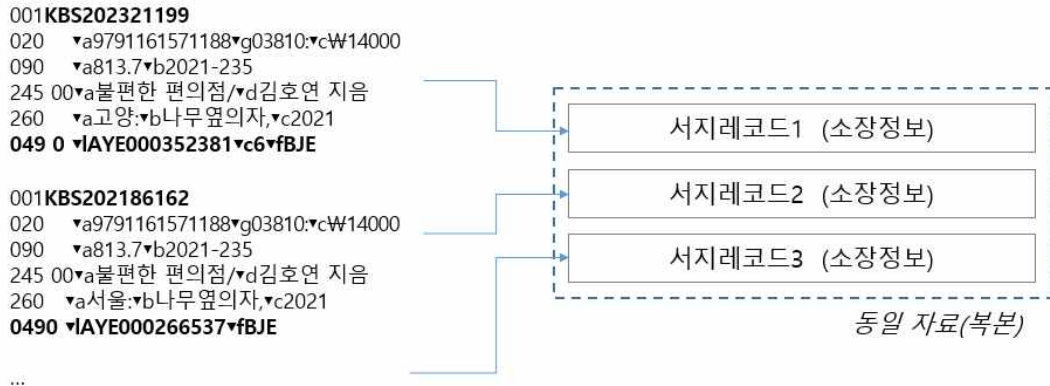 001KBS202321199
020 ▼a9791161571188▼g03810:▼c₩14000
090 ▼a813.7▼b2021-235
245 00▼a불편한 편의점/▼d김호연 지음
260 ▼a고양:▼b나무옆의자,▼c2021
049 0 ▼lAYE000352381▼c6▼fBJE
001KBS202186162
020 ▼a9791161571188▼g03810:▼c₩14000
090 ▼a813.7▼b2021-235
245 00▼a불편한 편의점/▼d김호연 지음
260 ▼a서울:▼b나무옆의자,▼c2021
0490 ▼lAYE000266537▼fBJE
...
서지레코드1 (소장정보)
서지레코드2 (소장정보)
서지레코드3 (소장정보)
동일 자료(복본)